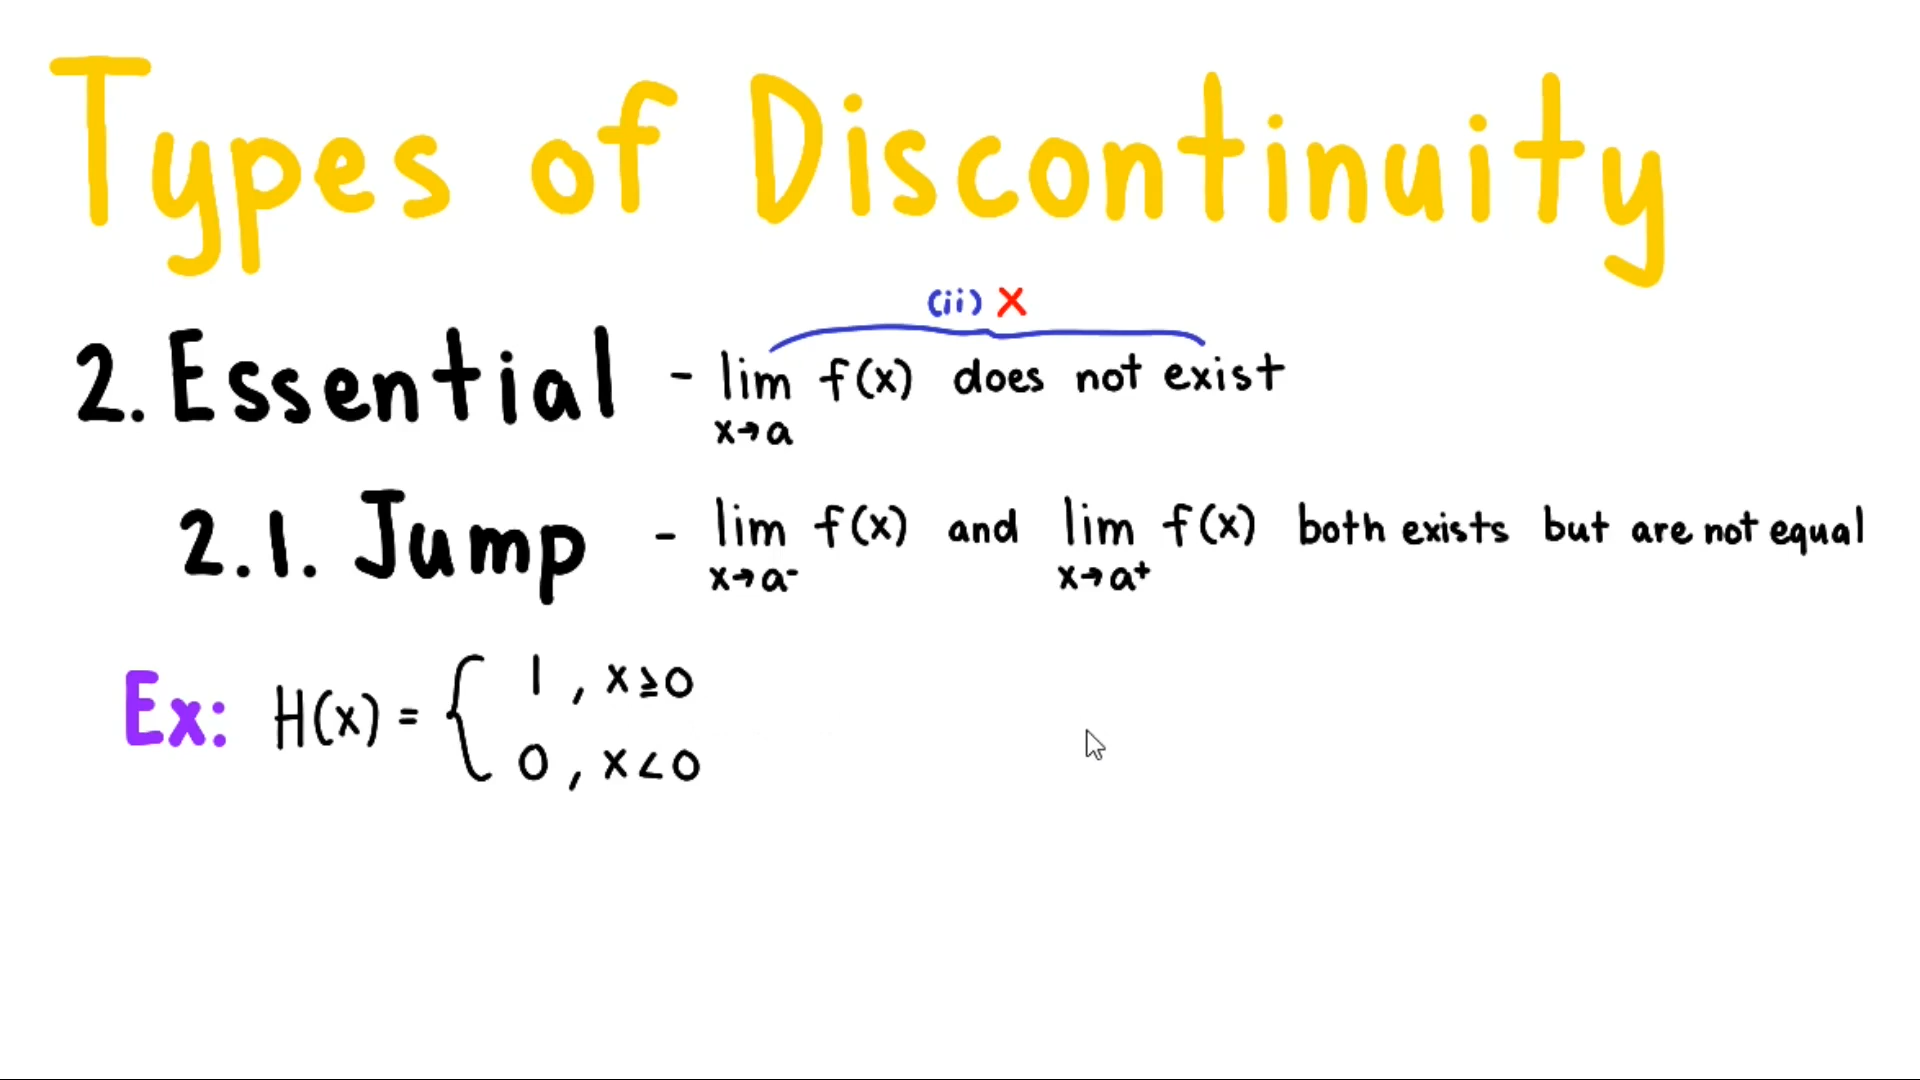 Types of Discontinuity
(ii) X
2. Essential - lim f(x) does not exist
x→a
2.1. Jump - lim f(x) and lim f(x) both exists but are not equal
x→a⁻ x→a⁺
Ex: H(x) = { 1 , x≥0
0 , x<0